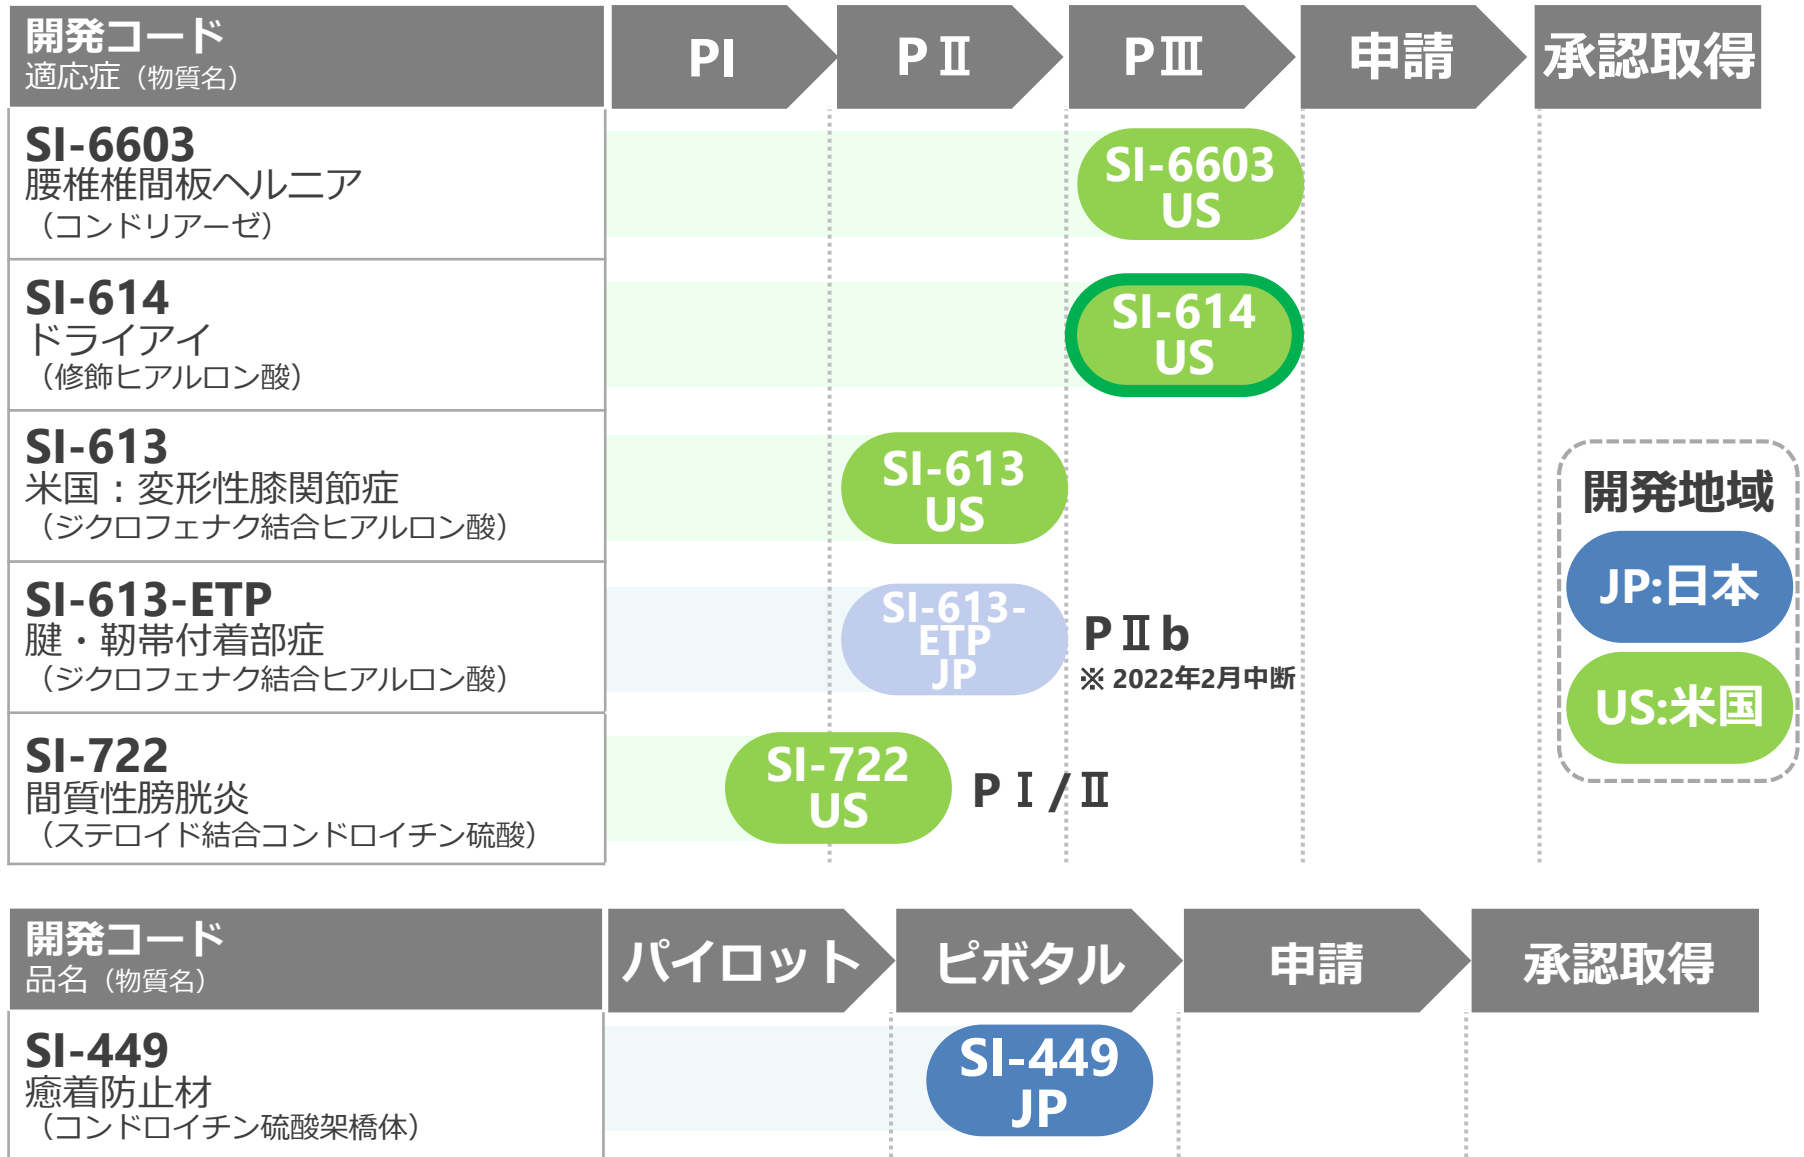 開発コード
適応症（物質名）
PI
PⅡ
PⅢ
申請
承認取得
SI-6603
腰椎椎間板ヘルニア
（コンドリアーゼ）
SI-6603
US
SI-614
ドライアイ
（修飾ヒアルロン酸）
SI-614
US
SI-613
米国：変形性膝関節症
（ジクロフェナク結合ヒアルロン酸）
SI-613
US
SI-613-ETP
腱・靭帯付着部症
（ジクロフェナク結合ヒアルロン酸）
SI-613-
ETP
JP
PⅡb
※ 2022年2月中断
SI-722
間質性膀胱炎
（ステロイド結合コンドロイチン硫酸）
SI-722
US
PⅠ/Ⅱ
開発地域
JP:日本
US:米国
開発コード
品名（物質名）
パイロット
ピボタル
申請
承認取得
SI-449
癒着防止材
（コンドロイチン硫酸架橋体）
SI-449
JP